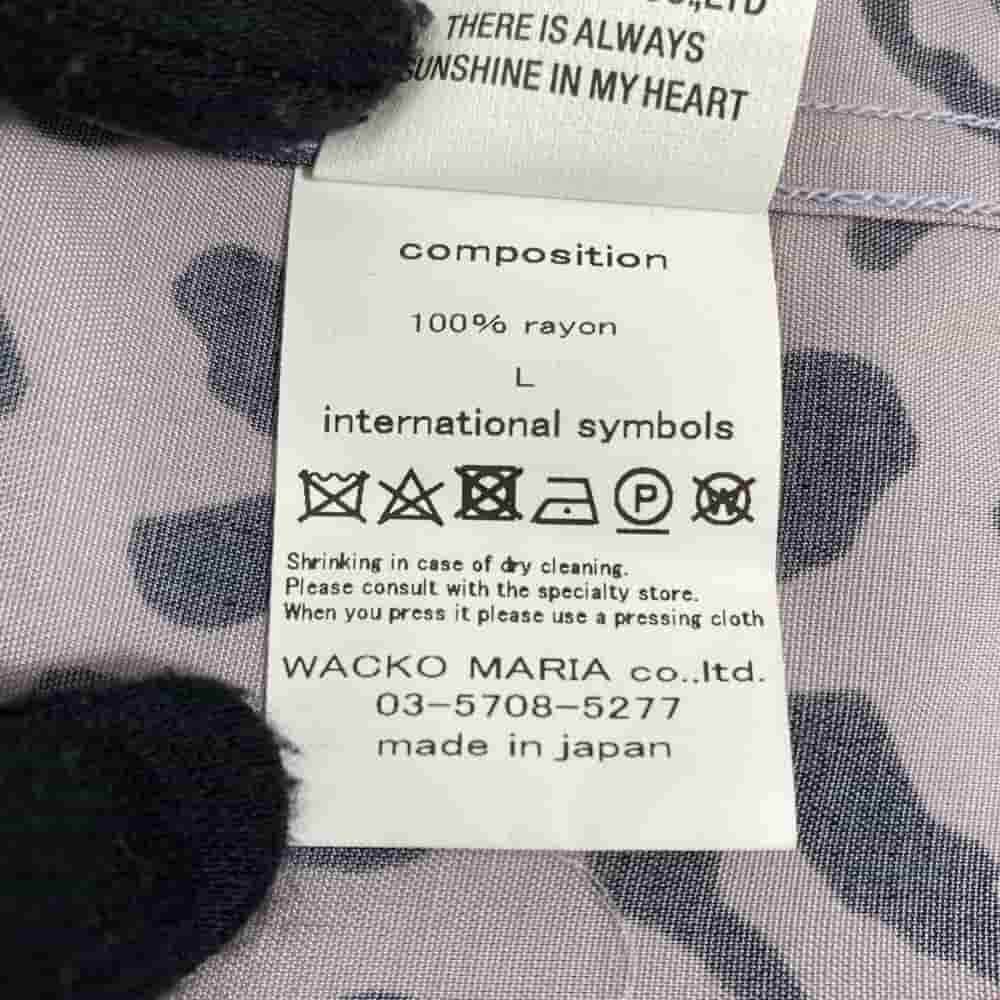 THERE IS ALWAYS
SUNSHINE IN MY HEART
composition
100% rayon
L
international symbols
P W
Shrinking in case of dry cleaning.
Please consult with the specialty store.
When you press it please use a pressing cloth
WACKO MARIA co.,ltd.
03-5708-5277
made in japan